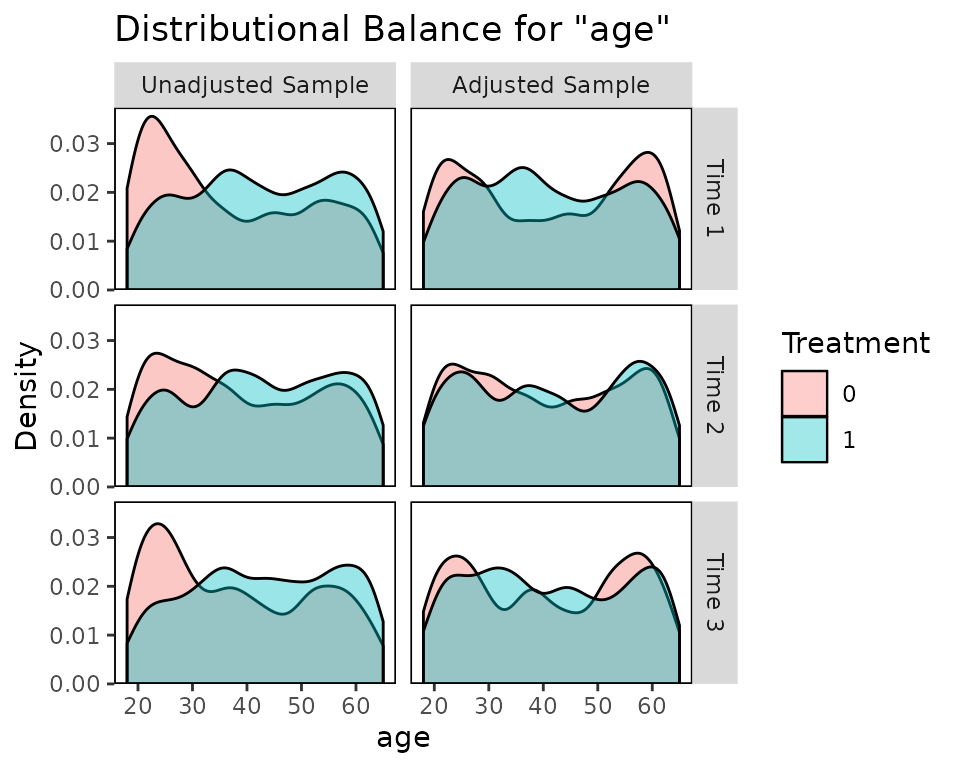 Distributional Balance for "age"
Unadjusted Sample
Adjusted Sample
0.03
0.02
0.01
0.00
Time 1
0.03
0.02
0.01
0.00
Time 2
0.03
0.02
0.01
0.00
Time 3
Density
20 30 40 50 60
20 30 40 50 60
age
Treatment
0
1